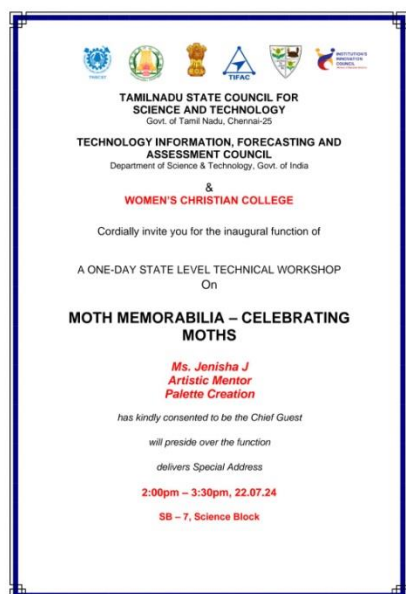 TIFAC
INSTITUTION'S
INNOVATION
COUNCIL
TAMILNADU STATE COUNCIL FOR
SCIENCE AND TECHNOLOGY
Govt. of Tamil Nadu, Chennai-25
TECHNOLOGY INFORMATION, FORECASTING AND
ASSESSMENT COUNCIL
Department of Science & Technology, Govt. of India
&
WOMEN'S CHRISTIAN COLLEGE
Cordially invite you for the inaugural function of
A ONE-DAY STATE LEVEL TECHNICAL WORKSHOP
On
MOTH MEMORABILIA – CELEBRATING
MOTHS
Ms. Jenisha J
Artistic Mentor
Palette Creation
has kindly consented to be the Chief Guest
will preside over the function
delivers Special Address
2:00pm – 3:30pm, 22.07.24
SB – 7, Science Block